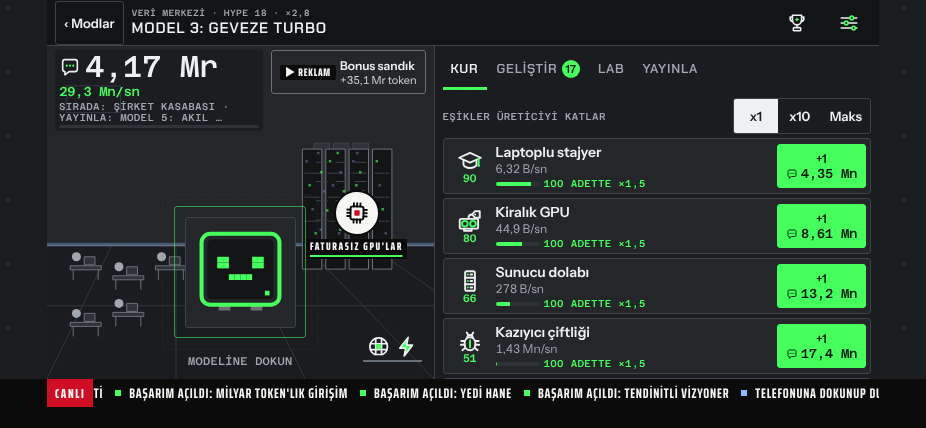 ‹ Modlar
VERİ MERKEZİ · HYPE 18 · ×2,8
MODEL 3: GEVEZE TURBO
4,17 Mr
29,3 Mn/sn
SIRADA: ŞİRKET KASABASI ·
YAYINLA: MODEL 5: AKIL …
REKLAM
Bonus sandık
+35,1 Mr token
FATURASIZ GPU'LAR
MODELİNE DOKUN
KUR
GELİŞTİR 17
LAB
YAYINLA
EŞİKLER ÜRETİCİYİ KATLAR
x1
x10
Maks
Laptoplu stajyer
6,32 B/sn
90
100 ADETTE ×1,5
+1
4,35 Mn
Kiralık GPU
44,9 B/sn
80
100 ADETTE ×1,5
+1
8,61 Mn
Sunucu dolabı
278 B/sn
66
100 ADETTE ×1,5
+1
13,2 Mn
Kazıyıcı çiftliği
1,43 Mn/sn
51
100 ADETTE ×1,5
+1
17,4 Mn
CANLI
TI BAŞARIM AÇILDI: MİLYAR TOKEN'LIK GİRİŞİM BAŞARIM AÇILDI: YEDİ HANE BAŞARIM AÇILDI: TENDİNİTLİ VİZYONER TELEFONUNA DOKUNUP